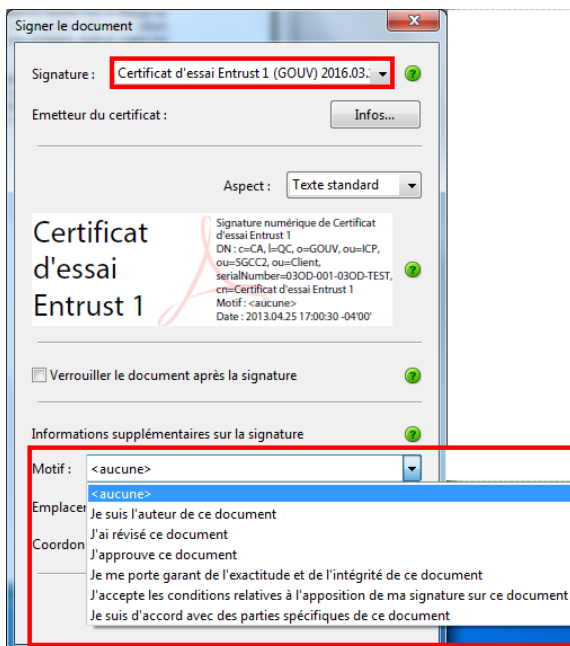 Signer le document
Signature : Certificat d'essai Entrust 1 (GOUV) 2016.03.
Emetteur du certificat : Infos...
Aspect : Texte standard
Certificat
d'essai
Entrust 1
Signature numérique de Certificat
d'essai Entrust 1
DN : c=CA, l=QC, o=GOUV, ou=ICP,
ou=SGCC2, ou=Client,
serialNumber=03OD-001-03OD-TEST,
cn=Certificat d'essai Entrust 1
Motif : <aucune>
Date : 2013.04.25 17:00:30 -04'00'
Verrouiller le document après la signature
Informations supplémentaires sur la signature
Motif : <aucune>
<aucune>
Emplacer
Je suis l'auteur de ce document
J'ai révisé ce document
Coordon
J'approuve ce document
Je me porte garant de l'exactitude et de l'intégrité de ce document
J'accepte les conditions relatives à l'apposition de ma signature sur ce document
Je suis d'accord avec des parties spécifiques de ce document